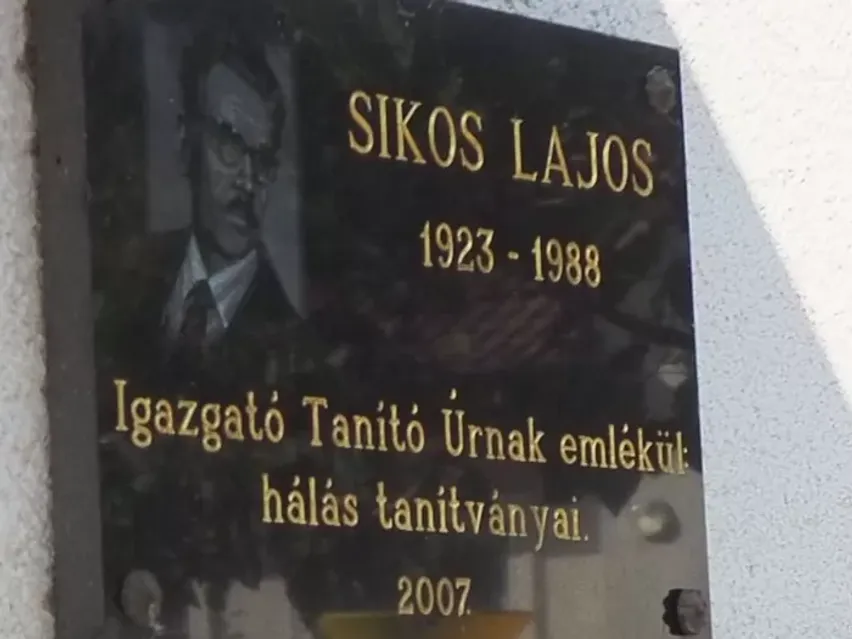 SIKOS LAJOS
1923 - 1988
Igazgató Tanító Úrnak emlékül:
hálás tanítványai.
2007.